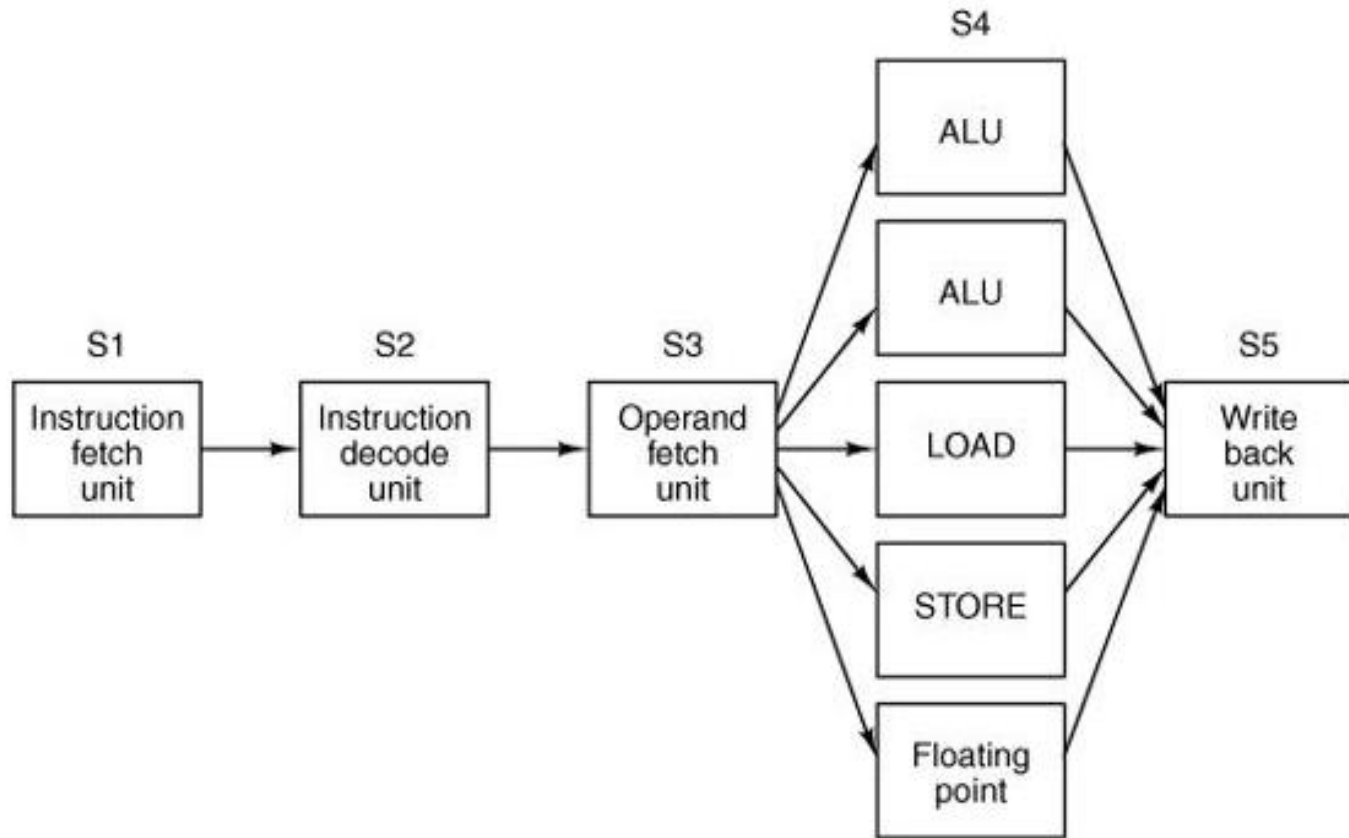 S4
ALU
ALU
S1
S2
S3
S5
Instruction
fetch
unit
Instruction
decode
unit
Operand
fetch
unit
LOAD
Write
back
unit
STORE
Floating
point